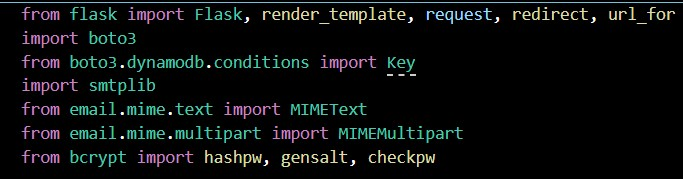 from flask import Flask, render_template, request, redirect, url_for
import boto3
from boto3.dynamodb.conditions import Key
import smtplib
from email.mime.text import MIMEText
from email.mime.multipart import MIMEMultipart
from bcrypt import hashpw, gensalt, checkpw